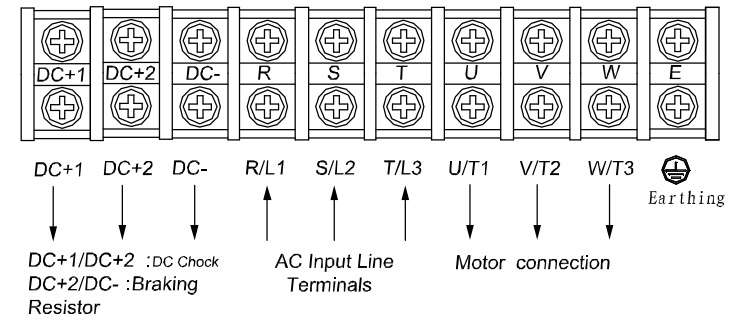 DC+1 DC+2 DC- R S T U V W E
DC+1 DC+2 DC- R/L1 S/L2 T/L3 U/T1 V/T2 W/T3
Earthing
DC+1/DC+2 :DC Chock
DC+2/DC- :Braking
Resistor
AC Input Line
Terminals
Motor connection